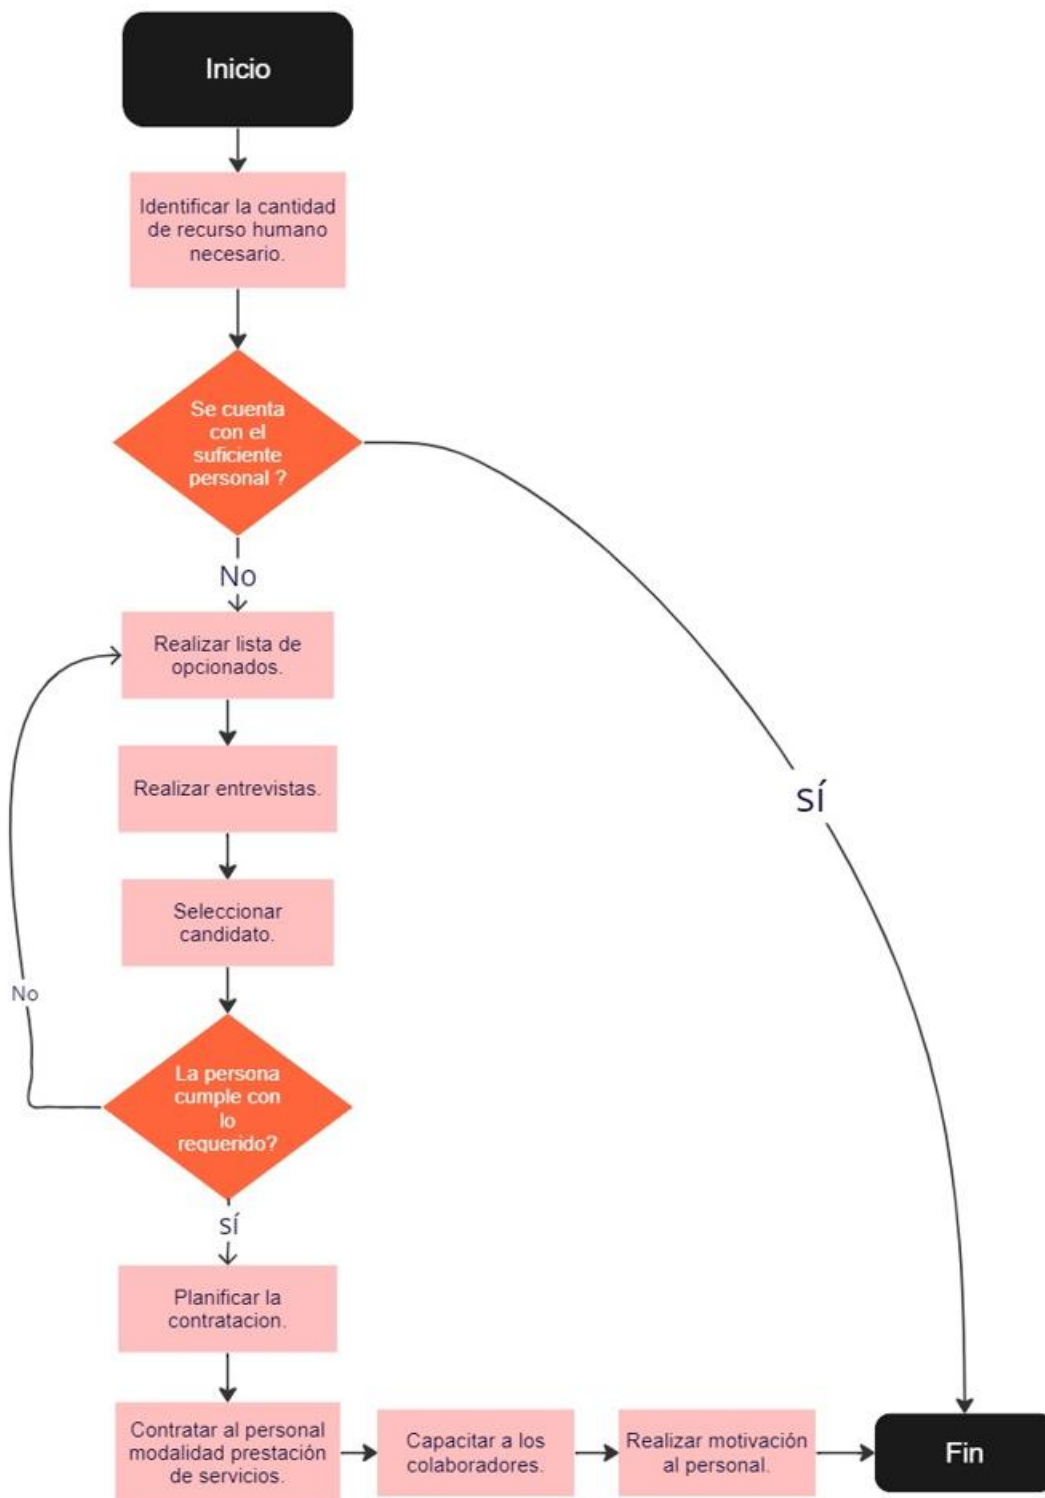 Inicio
Identificar la cantidad
de recurso humano
necesario.
Se cuenta
con el
suficiente
personal ?
No
sí
Realizar lista de
opcionados.
Realizar entrevistas.
Seleccionar
candidato.
No
La persona
cumple con
lo
requerido?
sí
Planificar la
contratacion.
Contratar al personal
modalidad prestación
de servicios.
Capacitar a los
colaboradores.
Realizar motivación
al personal.
Fin